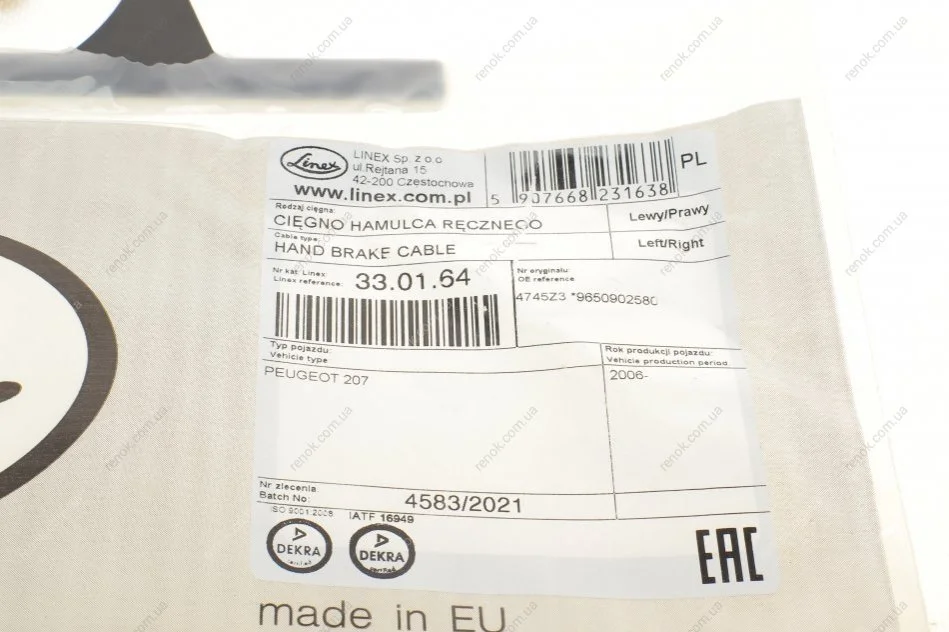 Linex
LINEX Sp. z o.o.
ul.Rejtana 15
42-200 Czestochowa
www.linex.com.pl
5 907668 231638
PL
Rodzaj cięgna:
CIĘGNO HAMULCA RĘCZNEGO
Lewy/Prawy
Cable type:
HAND BRAKE CABLE
Left/Right
Nr kat. Linex:
Linex reference:
33.01.64
Nr oryginału:
OE reference
4745Z3 *9650902580
Typ pojazdu:
Vehicle type
PEUGEOT 207
Rok produkcji pojazdu:
Vehicle production period
2006-
Nr zlecenia
Batch No:
4583/2021
ISO 9001:2008
IATF 16949
DEKRA
DEKRA
certified
EAC
made in EU
renok.com.ua